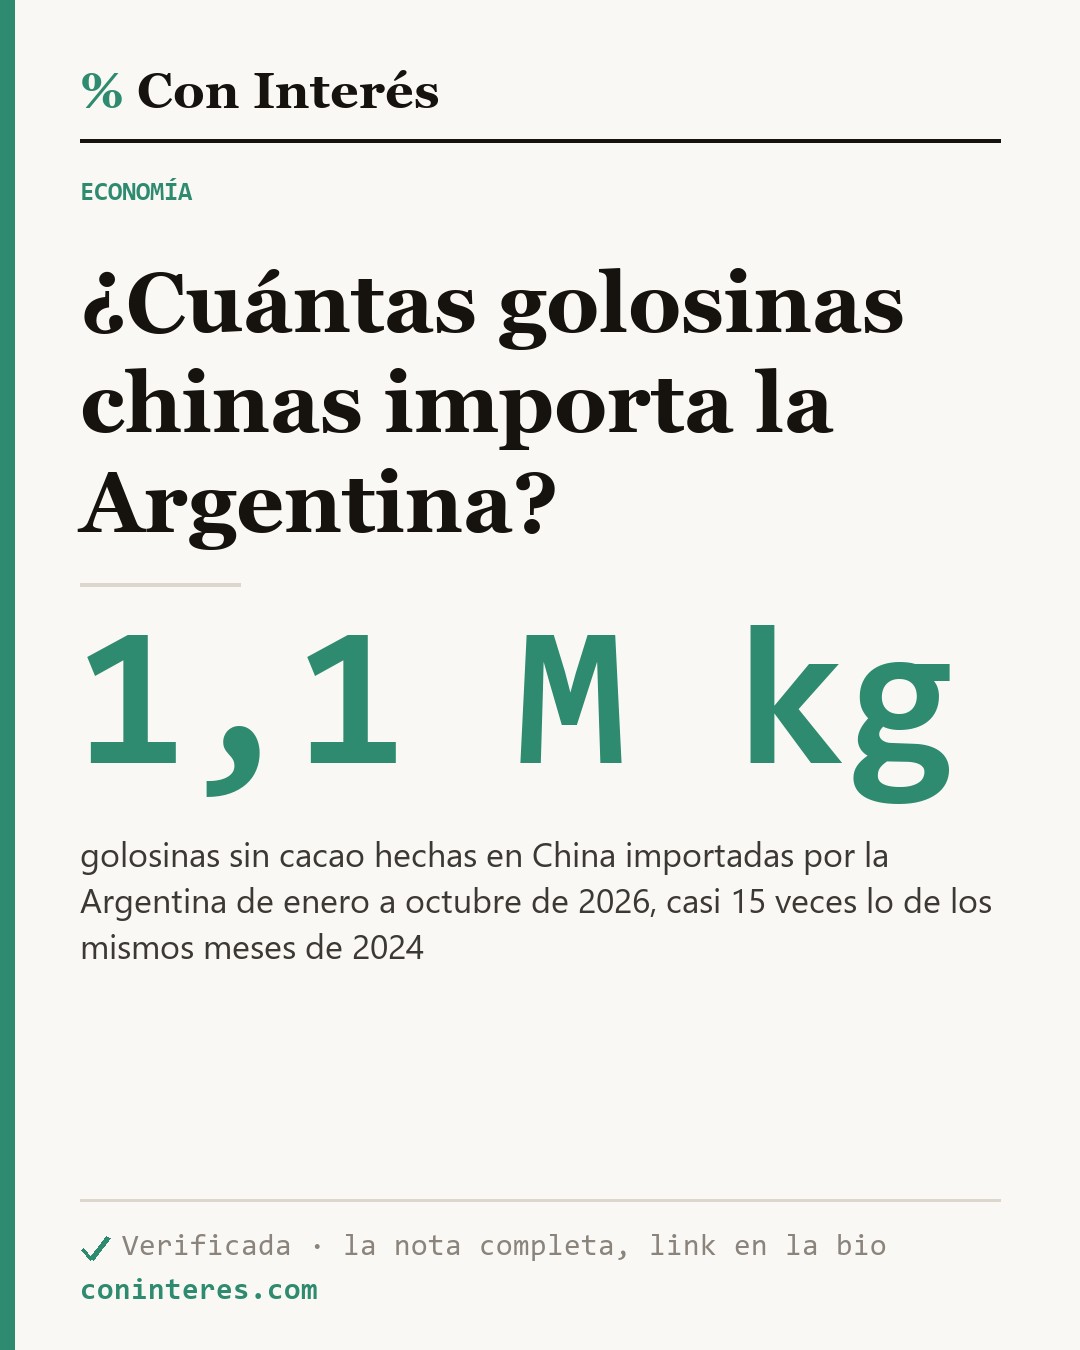 % Con Interés
ECONOMÍA
¿Cuántas golosinas
chinas importa la
Argentina?
1,1 M kg
golosinas sin cacao hechas en China importadas por la
Argentina de enero a octubre de 2026, casi 15 veces lo de los
mismos meses de 2024
✓ Verificada · la nota completa, link en la bio
coninteres.com